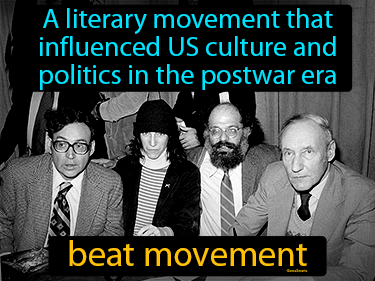 A literary movement that
influenced US culture and
politics in the postwar era
beat movement